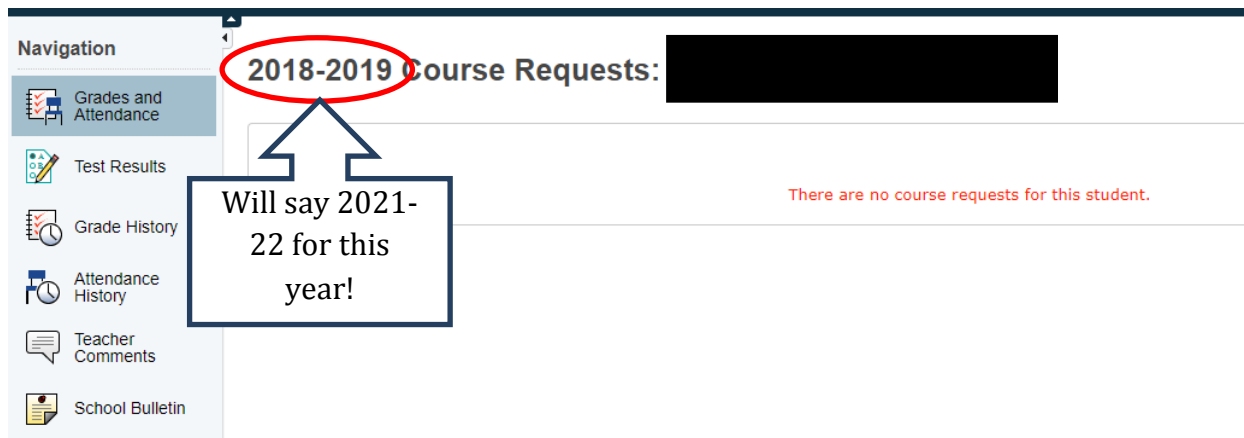 Navigation
Grades and
Attendance
Test Results
Grade History
Attendance
History
Teacher
Comments
School Bulletin
2018-2019 Course Requests:
There are no course requests for this student.
Will say 2021-
22 for this
year!